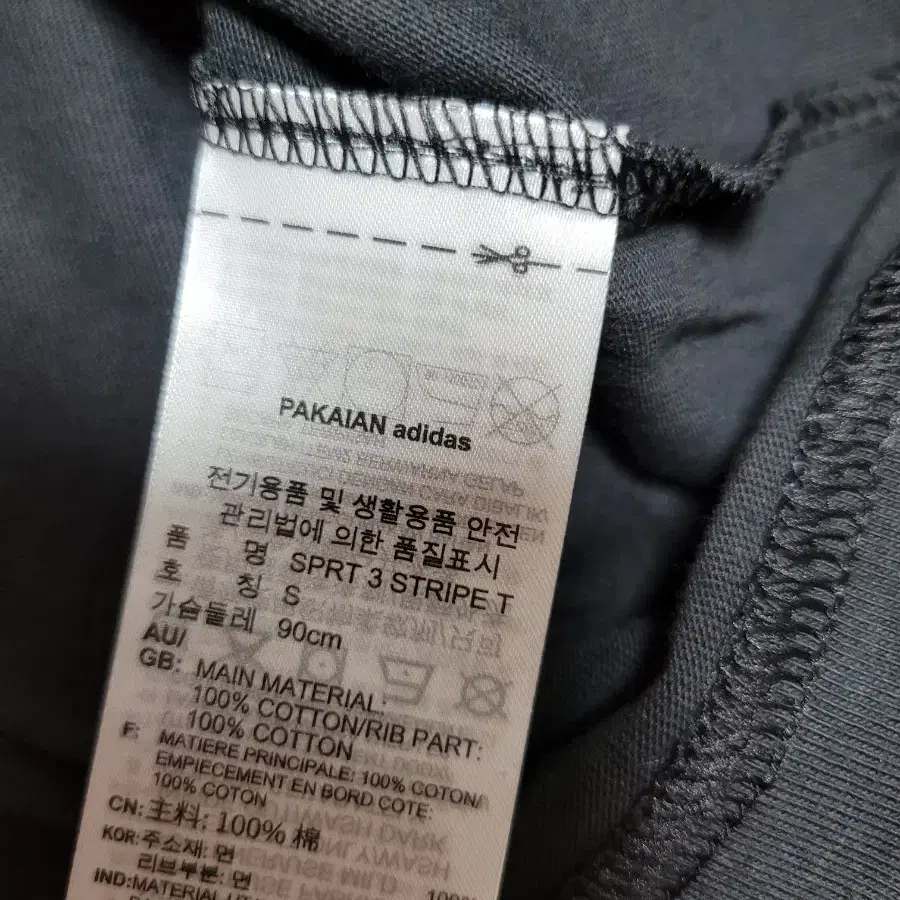 PAKAIAN adidas
전기용품 및 생활용품 안전
관리법에 의한 품질표시
품 명 SPRT 3 STRIPE T
호 칭 S
가슴둘레 90cm
AU/
GB: MAIN MATERIAL:
100% COTTON/RIB PART:
100% COTTON
F: MATIERE PRINCIPALE: 100% COTON/
EMPIECEMENT EN BORD COTE:
100% COTON
CN: 主料: 100% 棉
KOR: 주소재: 면
리브부분: 면
100%
IND: MATERIAL